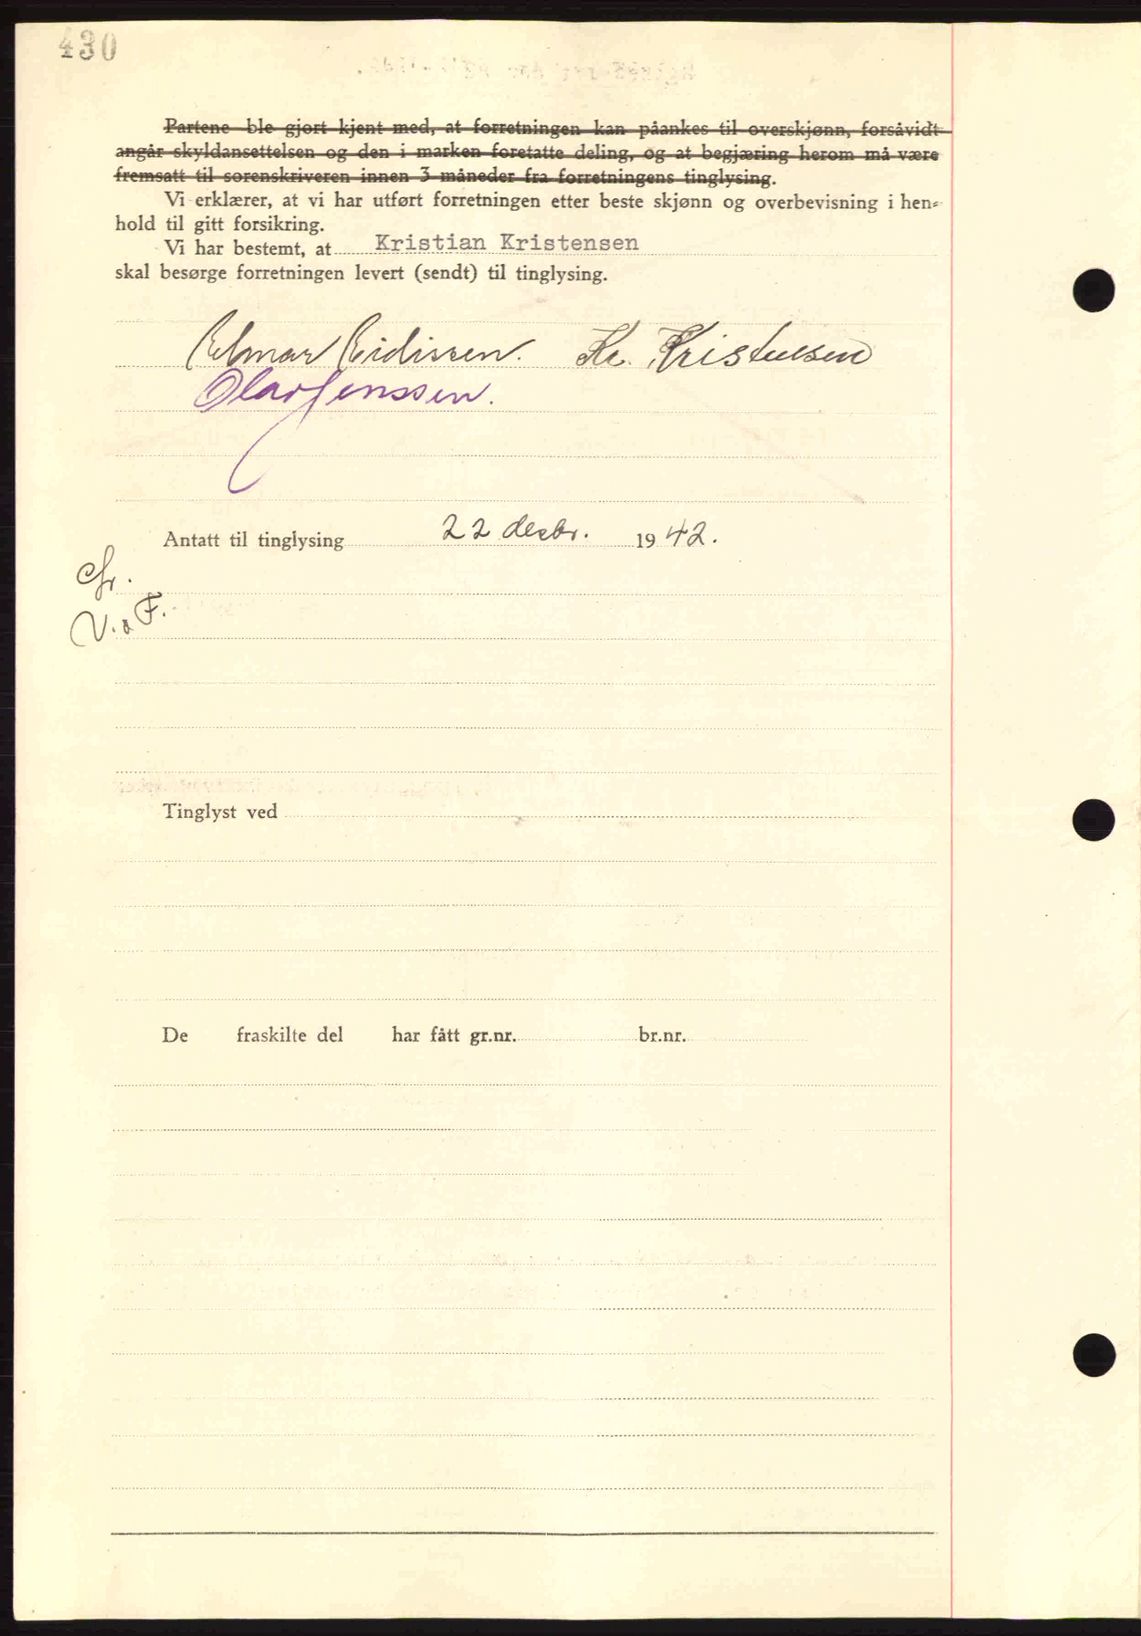 430
Partene ble gjort kjent med, at forretningen kan påankes til overskjønn, forsåvidt
angår skyldansettelsen og den i marken foretatte deling, og at begjæring herom må være
fremsatt til sorenskriveren innen 3 måneder fra forretningens tinglysing.
Vi erklærer, at vi har utført forretningen etter beste skjønn og overbevisning i hen-
hold til gitt forsikring.
Vi har bestemt, at Kristian Kristensen
skal besørge forretningen levert (sendt) til tinglysing.
Elmar Eidissen. Kr. Kristensen
Olav Jenssen.
Antatt til tinglysing 22 desbr. 1942.
V. a F.
Tinglyst ved
De fraskilte del har fått gr.nr. br.nr.